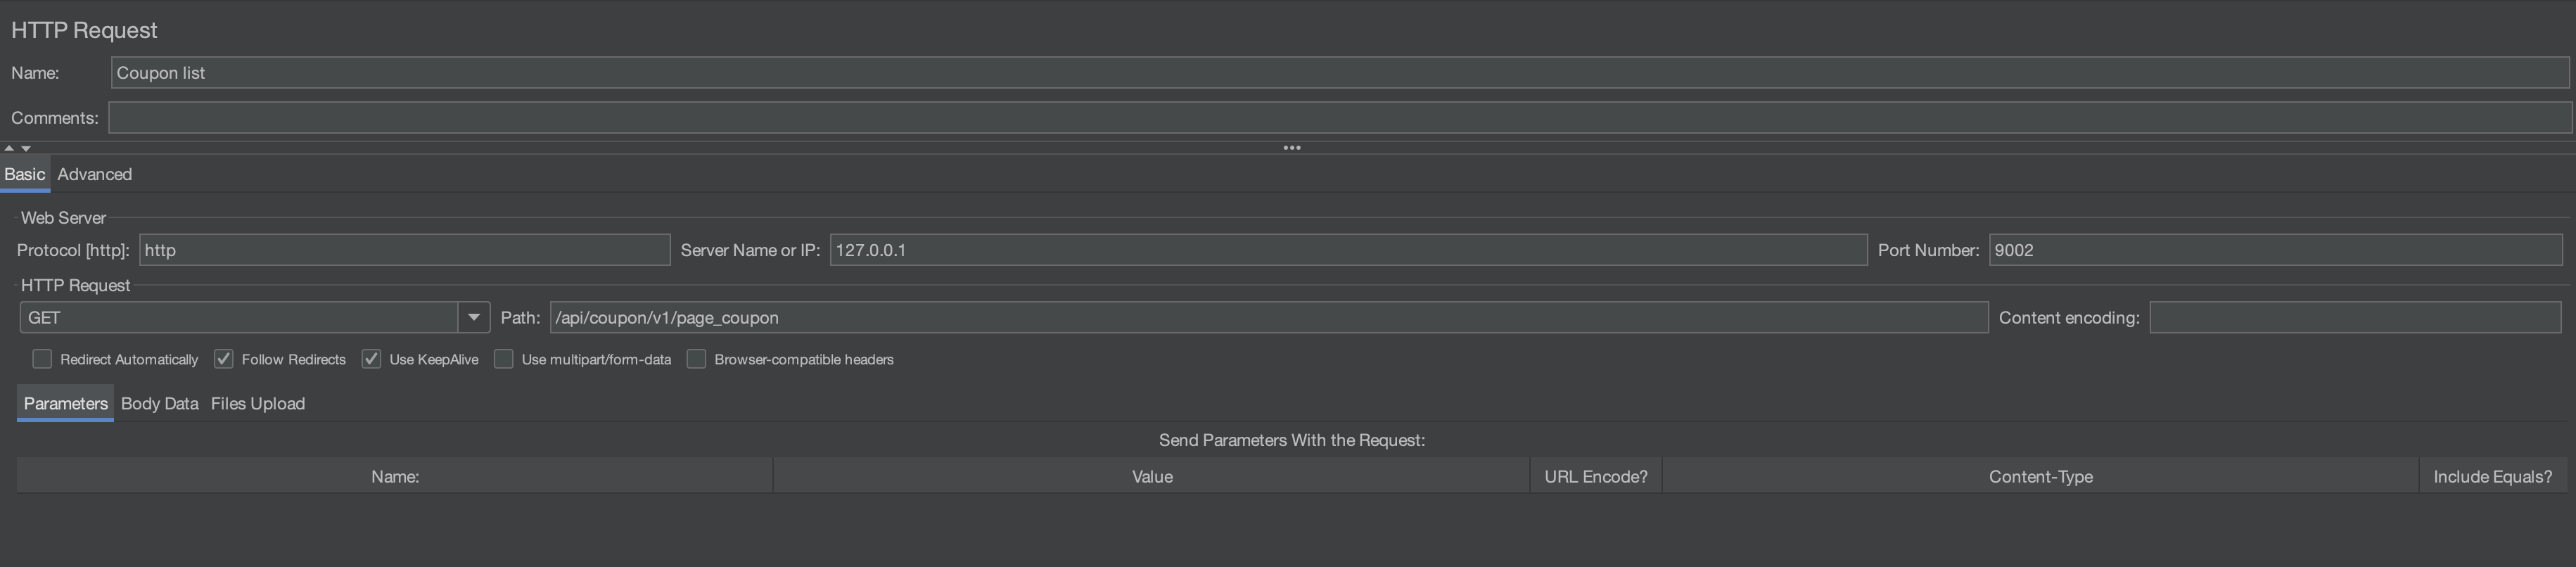 HTTP Request
Name: Coupon list
Comments:
Basic Advanced
Web Server
Protocol [http]: http Server Name or IP: 127.0.0.1 Port Number: 9002
HTTP Request
GET Path: /api/coupon/v1/page_coupon Content encoding:
Redirect Automatically Follow Redirects Use KeepAlive Use multipart/form-data Browser-compatible headers
Parameters Body Data Files Upload
Send Parameters With the Request:
Name: Value URL Encode? Content-Type Include Equals?